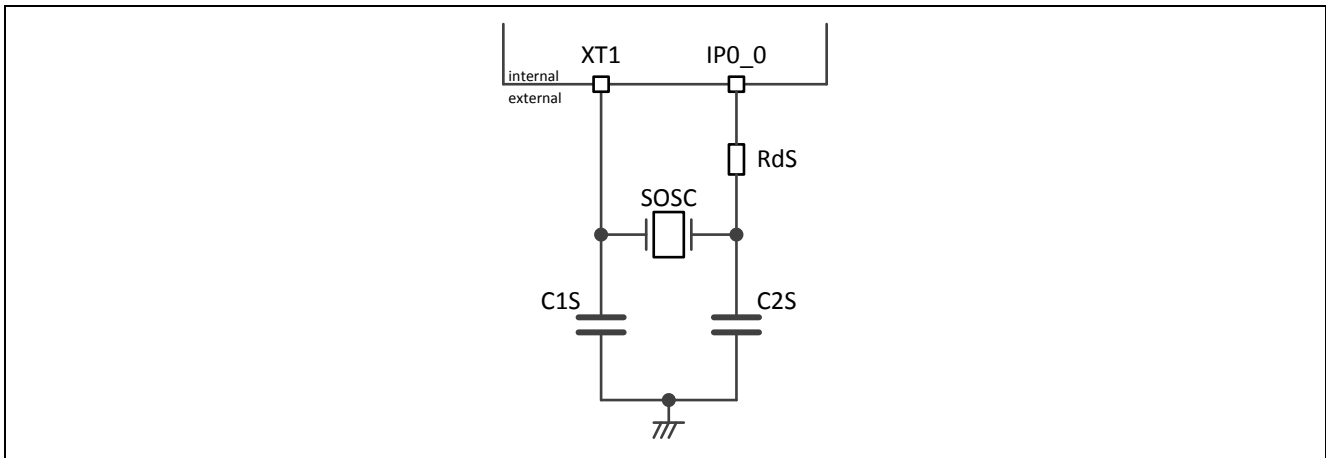 XT1 IP0_0
internal
external
RdS
SOSC
C1S C2S